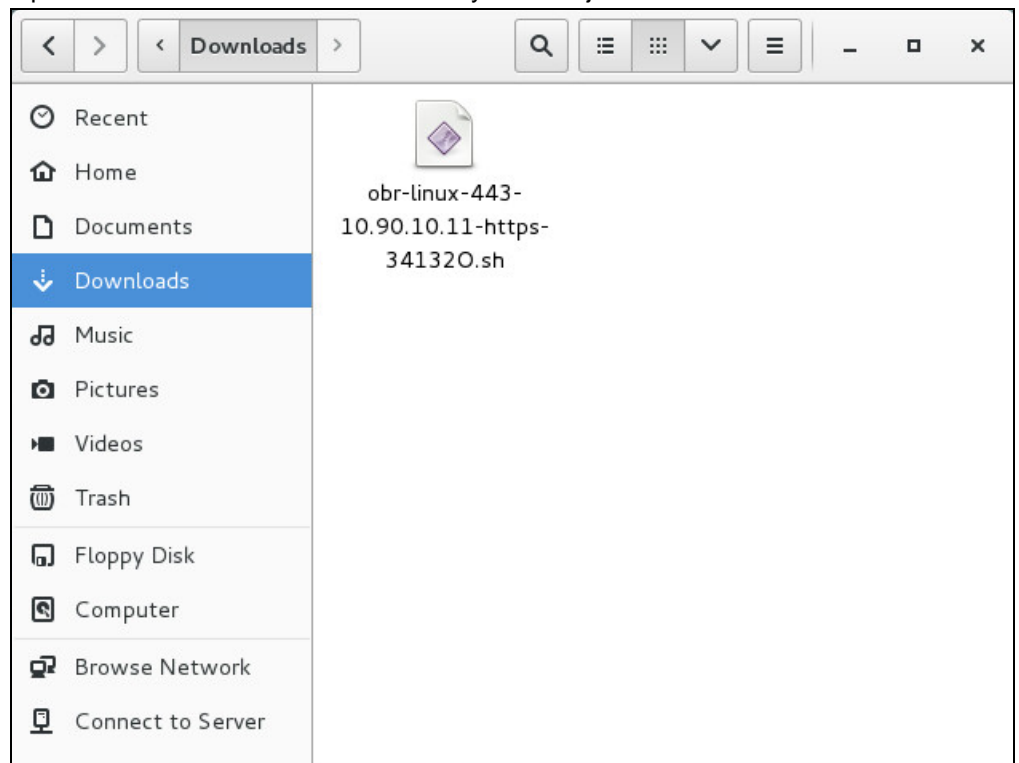 Downloads
Recent
Home
Documents
Downloads
Music
Pictures
Videos
Trash
Floppy Disk
Computer
Browse Network
Connect to Server
obr-linux-443-
10.90.10.11-https-
34132O.sh